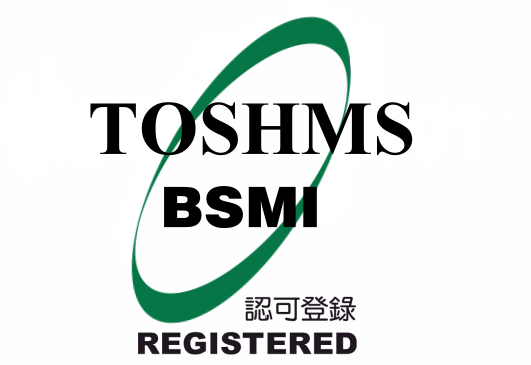 TOSHMS
BSMI
認可登錄
REGISTERED